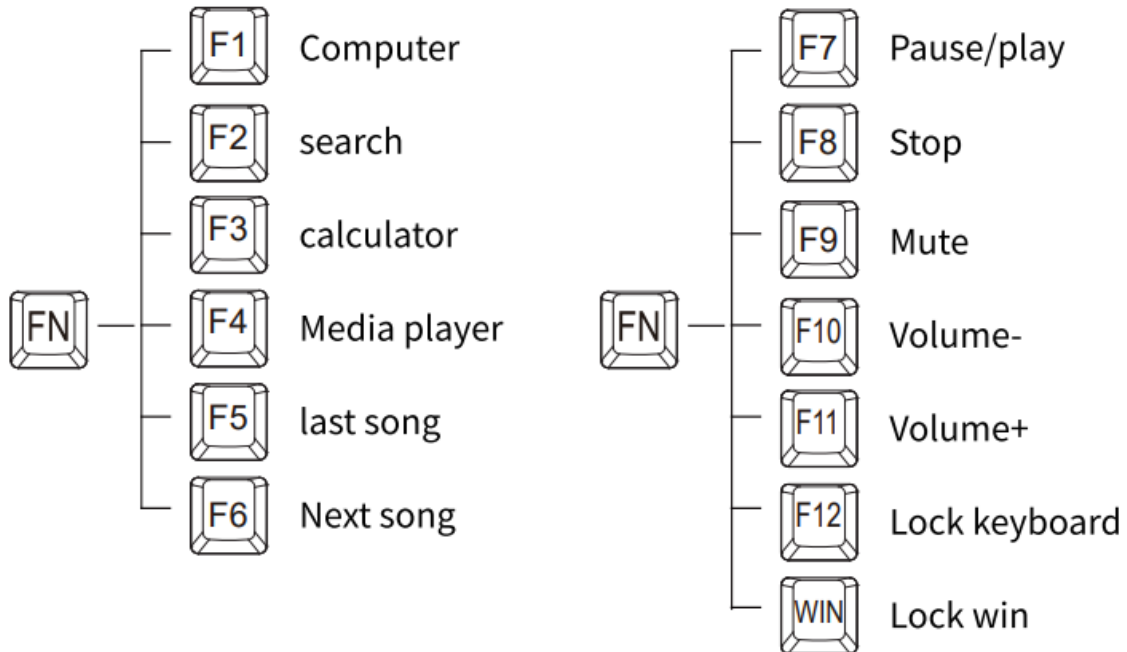 F1 Computer
F2 search
F3 calculator
FN
F4 Media player
F5 last song
F6 Next song
F7 Pause/play
F8 Stop
F9 Mute
FN
F10 Volume-
F11 Volume+
F12 Lock keyboard
WIN Lock win